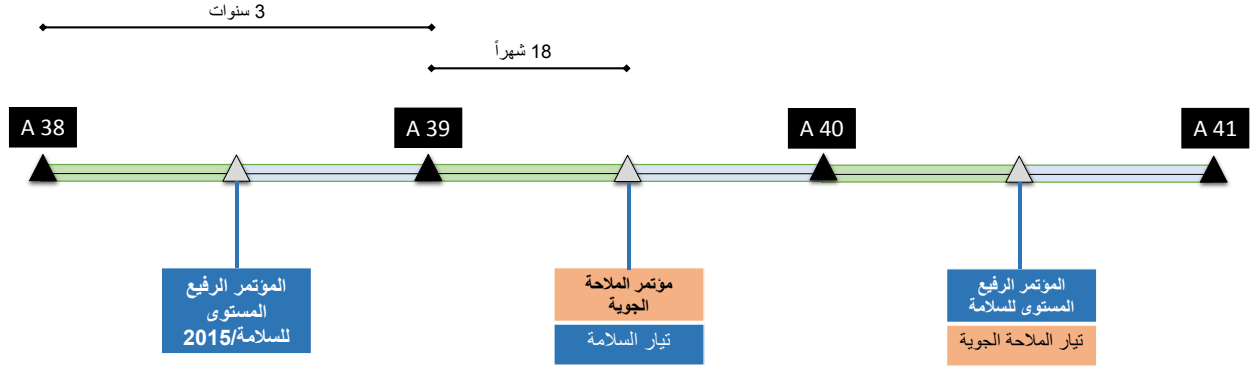 3 سنوات
18 شهراً
A 38
A 39
A 40
A 41
المؤتمر الرفيع
المستوى
للسلامة/2015
مؤتمر الملاحة
الجوية
تيار السلامة
المؤتمر الرفيع
المستوى للسلامة
تيار الملاحة الجوية